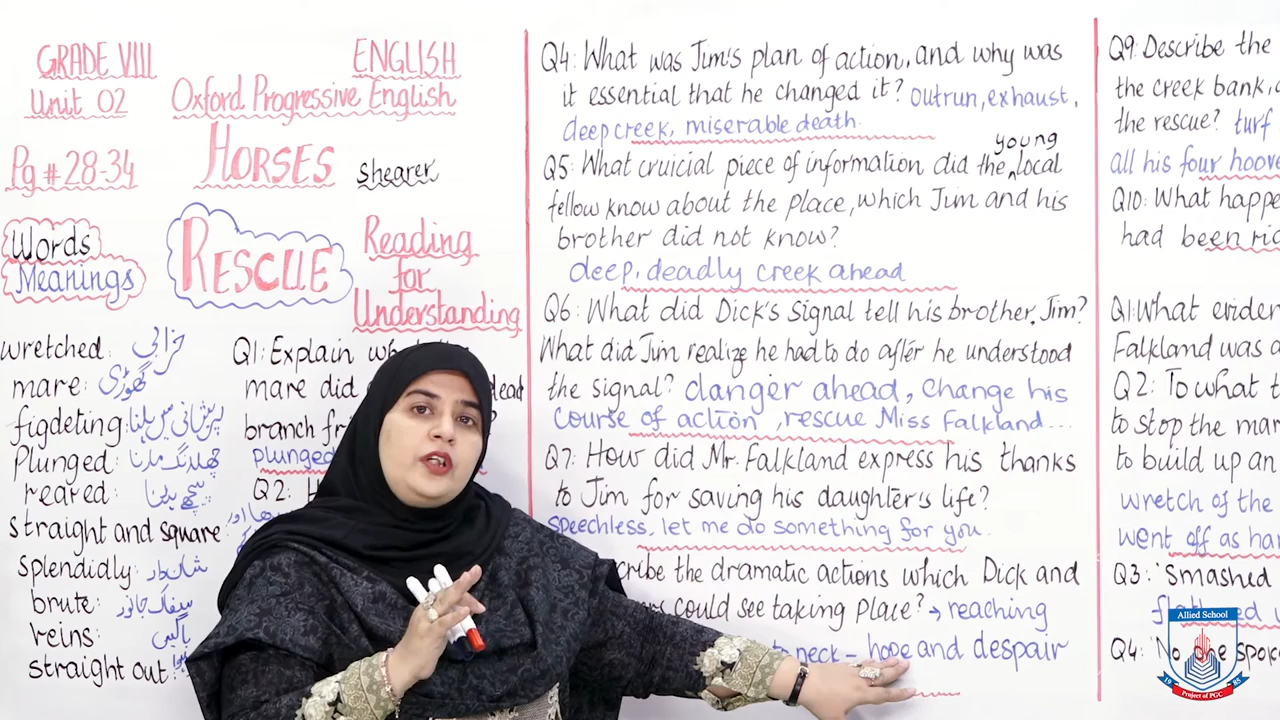 GRADE VIII
ENGLISH
Unit 02
Oxford Progressive English
Pg # 28-34
HORSES
shearer
Words
Meanings
RESCUE
Reading
for
Understanding
wretched: خرابی
mare: گھوڑی
figdeting: پریشانی میں ہلنا
Plunged: چھلانگ مارنا
reared:
straight and square:
splendidly: شاندار
brute: سفاک جانور
reins: باگیں
straight out:
Q1: Explain
mare did dead
branch
plunged
Q2:
Q4: What was Jim's plan of action, and why was
it essential that he changed it? outrun, exhaust,
deep creek, miserable death.
young
Q5: What cruicial piece of information did the local
fellow know about the place, which Jim and his
brother did not know?
deep, deadly creek ahead
Q6: What did Dick's signal tell his brother, Jim?
What did Jim realize he had to do after he understood
the signal? danger ahead, change his
course of action, rescue Miss Falkland...
Q7: How did Mr. Falkland express his thanks
to Jim for saving his daughter's life?
speechless, let me do something for you.
cribe the dramatic actions which Dick and
could see taking place? → reaching
to neck – hope and despair
Q9: Describe the
the creek bank,
the rescue? turf
all his four hoove
Q10: What happe
had been ri
Q1: What eviden
Falkland was a
Q2: To what t
to stop the mar
to build up an
wretch of the
went off as har
Q3: 'Smashed
Q4: 'No one spok
Allied School
19 85
Project of PGC